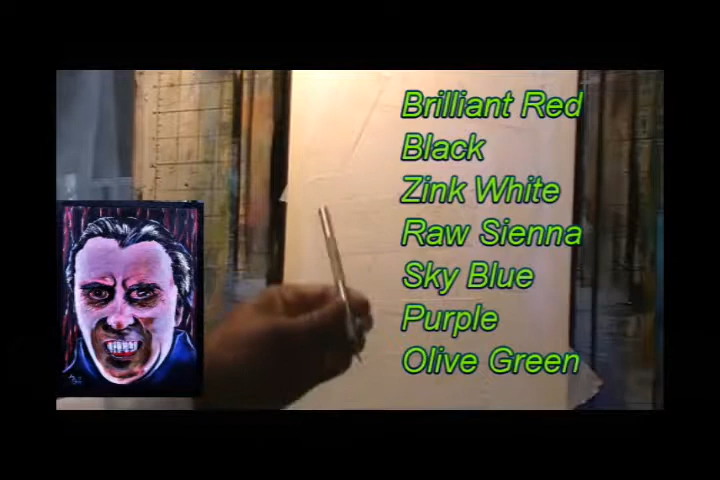 Brilliant Red
Black
Zink White
Raw Sienna
Sky Blue
Purple
Olive Green